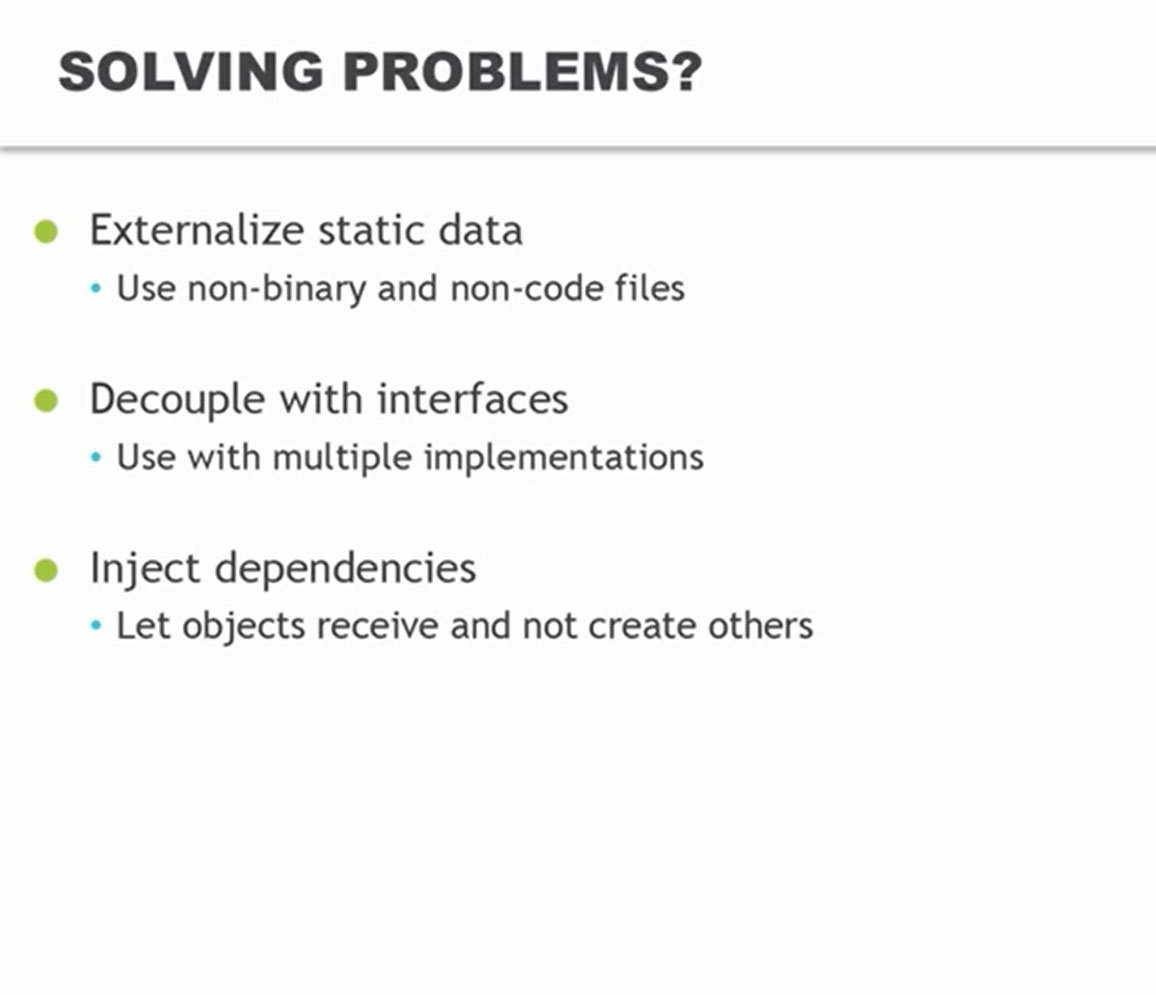 SOLVING PROBLEMS?
Externalize static data
Use non-binary and non-code files
Decouple with interfaces
Use with multiple implementations
Inject dependencies
Let objects receive and not create others